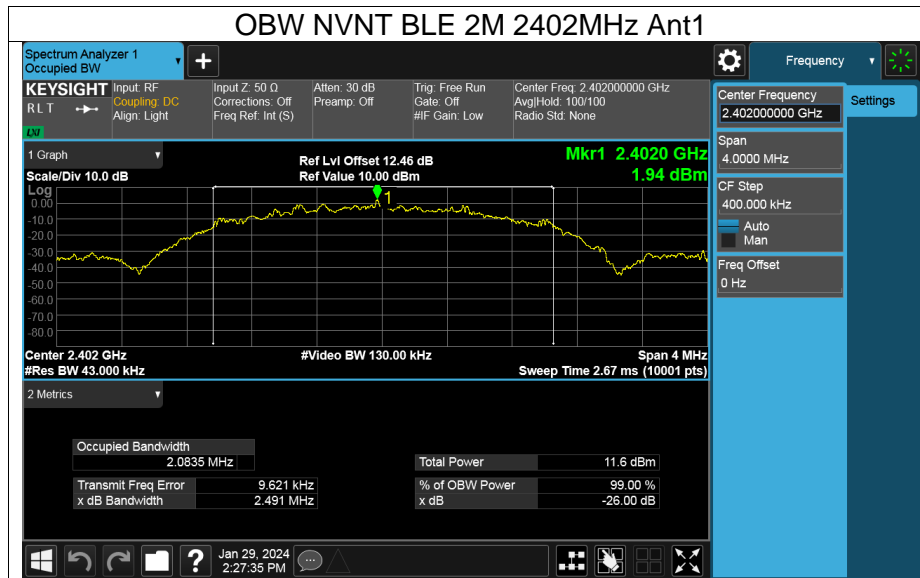 OBW NVNT BLE 2M 2402MHz Ant1
Spectrum Analyzer 1
Occupied BW
+
Frequency
KEYSIGHT
R L T
LXI
Input: RF
Coupling: DC
Align: Light
Input Z: 50 Ω
Corrections: Off
Freq Ref: Int (S)
Atten: 30 dB
Preamp: Off
Trig: Free Run
Gate: Off
#IF Gain: Low
Center Freq: 2.402000000 GHz
Avg|Hold: 100/100
Radio Std: None
Center Frequency
2.402000000 GHz
Settings
Span
4.0000 MHz
CF Step
400.000 kHz
Auto
Man
Freq Offset
0 Hz
1 Graph
Scale/Div 10.0 dB
Ref Lvl Offset 12.46 dB
Ref Value 10.00 dBm
Mkr1 2.4020 GHz
1.94 dBm
Log
1
0.00
-10.0
-20.0
-30.0
-40.0
-50.0
-60.0
-70.0
-80.0
Center 2.402 GHz
#Video BW 130.00 kHz
Span 4 MHz
#Res BW 43.000 kHz
Sweep Time 2.67 ms (10001 pts)
2 Metrics
Occupied Bandwidth
2.0835 MHz
Total Power 11.6 dBm
Transmit Freq Error 9.621 kHz
% of OBW Power 99.00 %
x dB Bandwidth 2.491 MHz
x dB -26.00 dB
?
Jan 29, 2024
2:27:35 PM